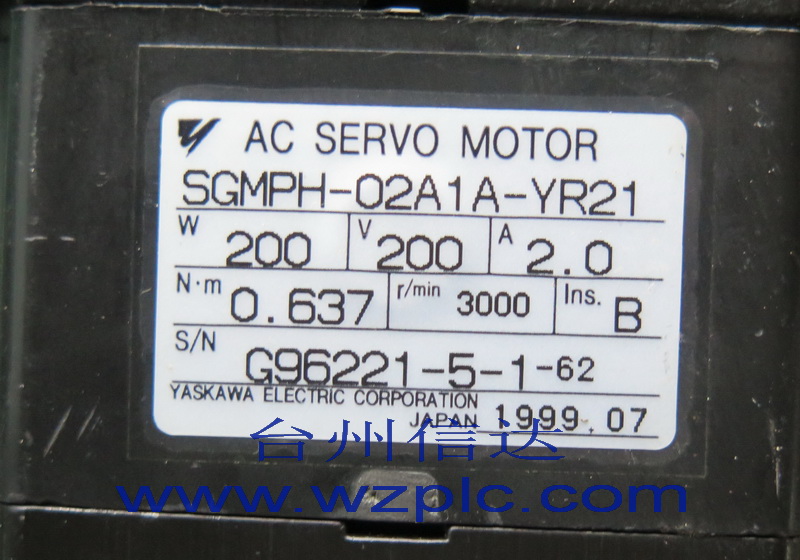 AC SERVO MOTOR
SGMPH-02A1A-YR21
W 200 V 200 A 2.0
N·m 0.637 r/min 3000 Ins. B
S/N G96221-5-1-62
YASKAWA ELECTRIC CORPORATION
JAPAN 1999.07
台州信达
www.wzplc.com